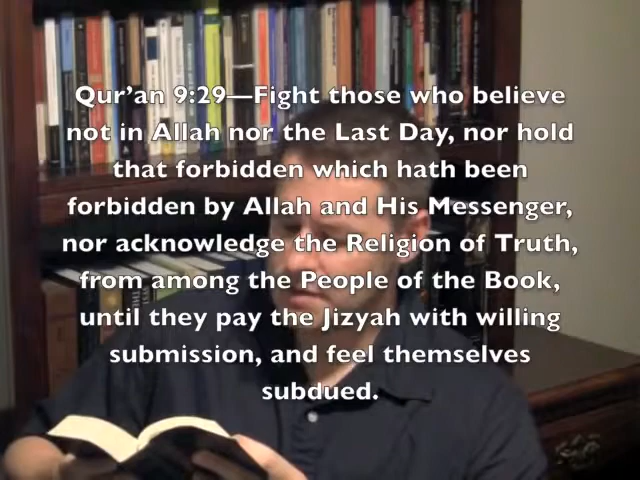 Qur'an 9:29—Fight those who believe
not in Allah nor the Last Day, nor hold
that forbidden which hath been
forbidden by Allah and His Messenger,
nor acknowledge the Religion of Truth,
from among the People of the Book,
until they pay the Jizyah with willing
submission, and feel themselves
subdued.